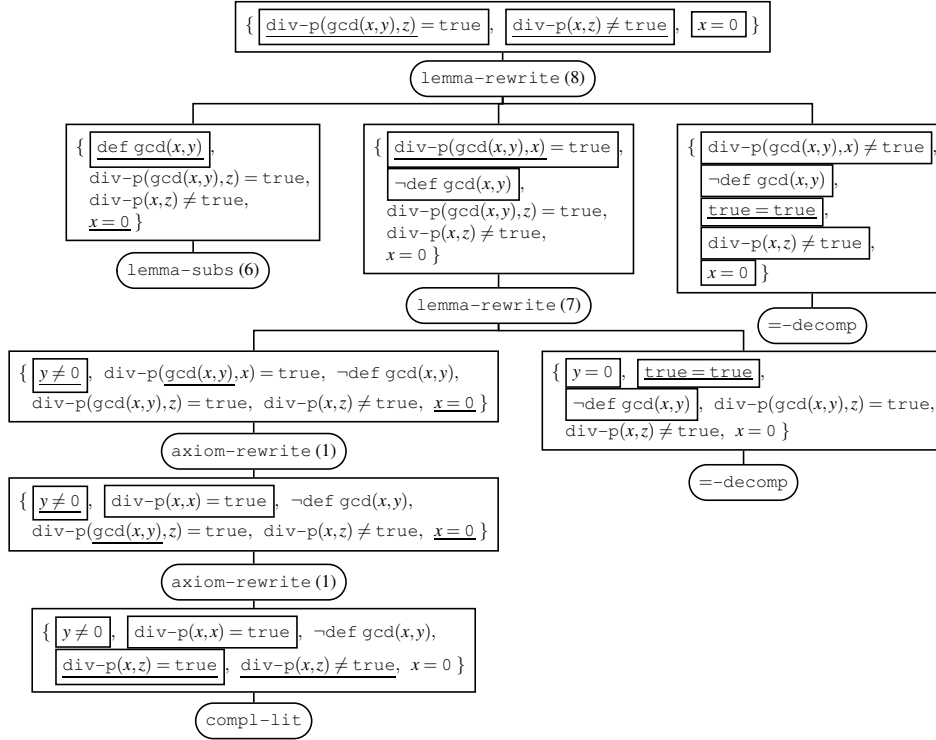 { div-p(gcd(x,y),z) = true , div-p(x,z) ≠ true , x = 0 }
lemma-rewrite (8)
{ def gcd(x,y) ,
div-p(gcd(x,y),z) = true,
div-p(x,z) ≠ true,
x = 0 }
lemma-subs (6)
{ div-p(gcd(x,y),x) = true ,
¬def gcd(x,y) ,
div-p(gcd(x,y),z) = true,
div-p(x,z) ≠ true,
x = 0 }
lemma-rewrite (7)
{ div-p(gcd(x,y),x) ≠ true ,
¬def gcd(x,y) ,
true = true ,
div-p(x,z) ≠ true ,
x = 0 }
=-decomp
{ y ≠ 0 , div-p(gcd(x,y),x) = true, ¬def gcd(x,y),
div-p(gcd(x,y),z) = true, div-p(x,z) ≠ true, x = 0 }
axiom-rewrite (1)
{ y = 0 , true = true ,
¬def gcd(x,y) , div-p(gcd(x,y),z) = true,
div-p(x,z) ≠ true, x = 0 }
=-decomp
{ y ≠ 0 , div-p(x,x) = true , ¬def gcd(x,y),
div-p(gcd(x,y),z) = true, div-p(x,z) ≠ true, x = 0 }
axiom-rewrite (1)
{ y ≠ 0 , div-p(x,x) = true , ¬def gcd(x,y),
div-p(x,z) = true , div-p(x,z) ≠ true, x = 0 }
compl-lit